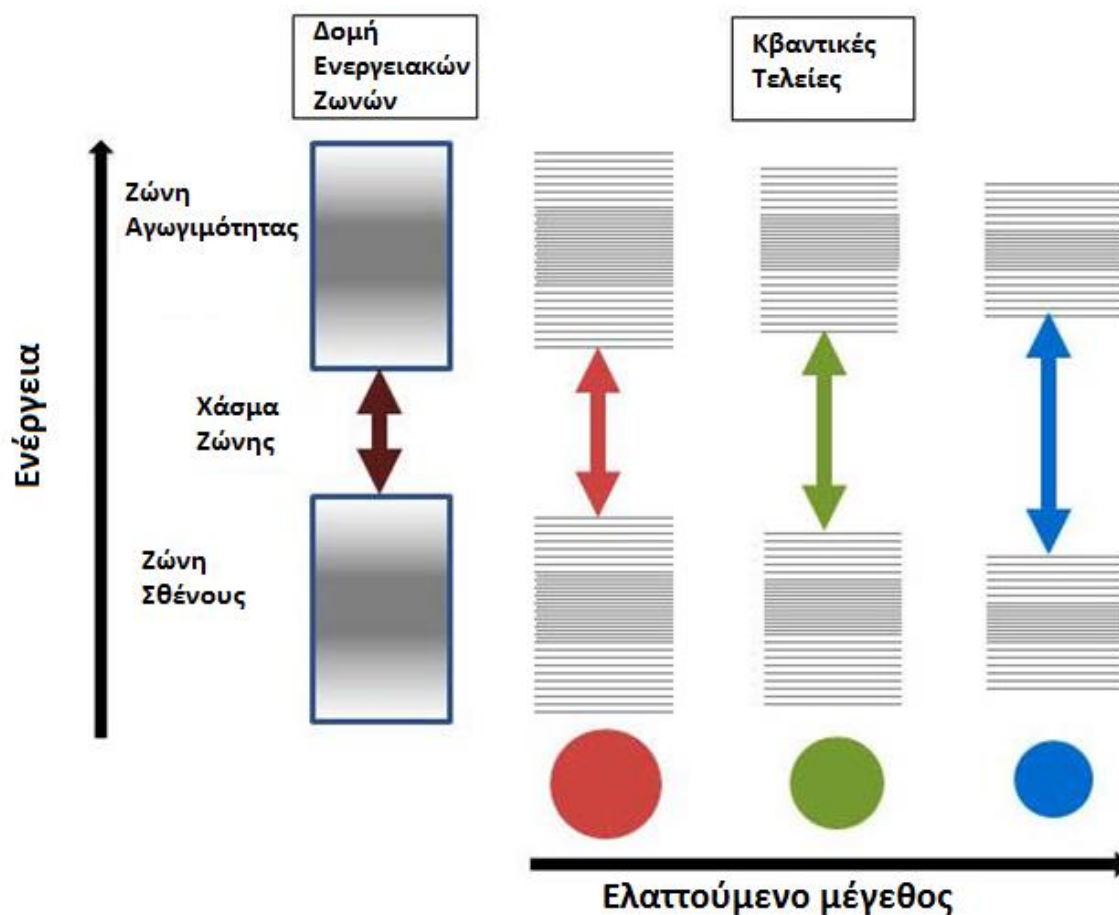 Δομή
Ενεργειακών
Ζωνών
Κβαντικές
Τελείες
Ζώνη
Αγωγιμότητας
Χάσμα
Ζώνης
Ζώνη
Σθένους
Ενέργεια
Ελαττούμενο μέγεθος